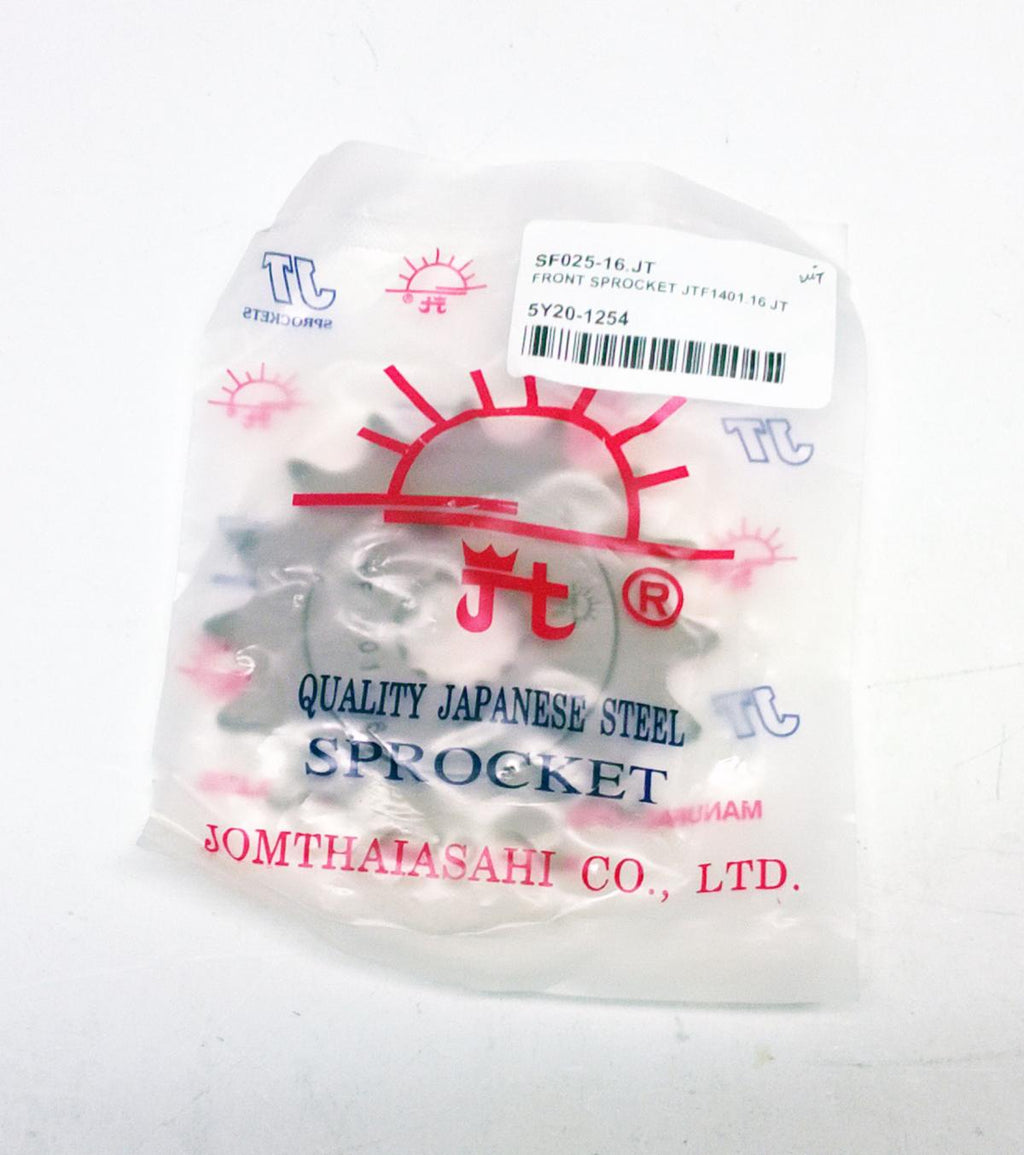 SF025-16.JT
FRONT SPROCKET JTF1401.16 JT
5Y20-1254
JT
SPROCKETS
jt
JT
Jt ®
JT
QUALITY JAPANESE STEEL
SPROCKET
JOMTHAIASAHI CO., LTD.